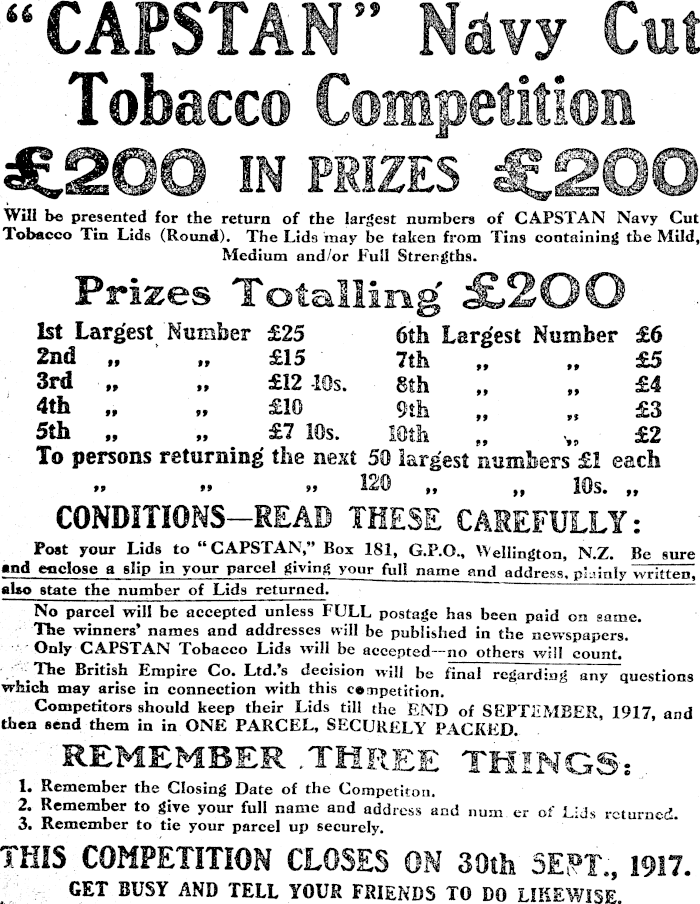 "CAPSTAN" Navy Cut
Tobacco Competition
£200 IN PRIZES £200
Will be presented for the return of the largest numbers of CAPSTAN Navy Cut
Tobacco Tin Lids (Round). The Lids may be taken from Tins containing the Mild,
Medium and/or Full Strengths.
Prizes Totalling £200
1st Largest Number £25 6th Largest Number £6
2nd „ „ £15 7th „ „ £5
3rd „ „ £12 10s. 8th „ „ £4
4th „ „ £10 9th „ „ £3
5th „ „ £7 10s. 10th „ „ £2
To persons returning the next 50 largest numbers £1 each
„ „ „ 120 „ „ 10s. „
CONDITIONS—READ THESE CAREFULLY:
Post your Lids to "CAPSTAN," Box 181, G.P.O., Wellington, N.Z. Be sure
and enclose a slip in your parcel giving your full name and address, plainly written,
also state the number of Lids returned.
No parcel will be accepted unless FULL postage has been paid on same.
The winners' names and addresses will be published in the newspapers.
Only CAPSTAN Tobacco Lids will be accepted—no others will count.
The British Empire Co. Ltd.'s decision will be final regarding any questions
which may arise in connection with this competition.
Competitors should keep their Lids till the END of SEPTEMBER, 1917, and
then send them in in ONE PARCEL, SECURELY PACKED.
REMEMBER THREE THINGS:
1. Remember the Closing Date of the Competiton.
2. Remember to give your full name and address and num er of Lids returned.
3. Remember to tie your parcel up securely.
THIS COMPETITION CLOSES ON 30th SEPT., 1917.
GET BUSY AND TELL YOUR FRIENDS TO DO LIKEWISE.